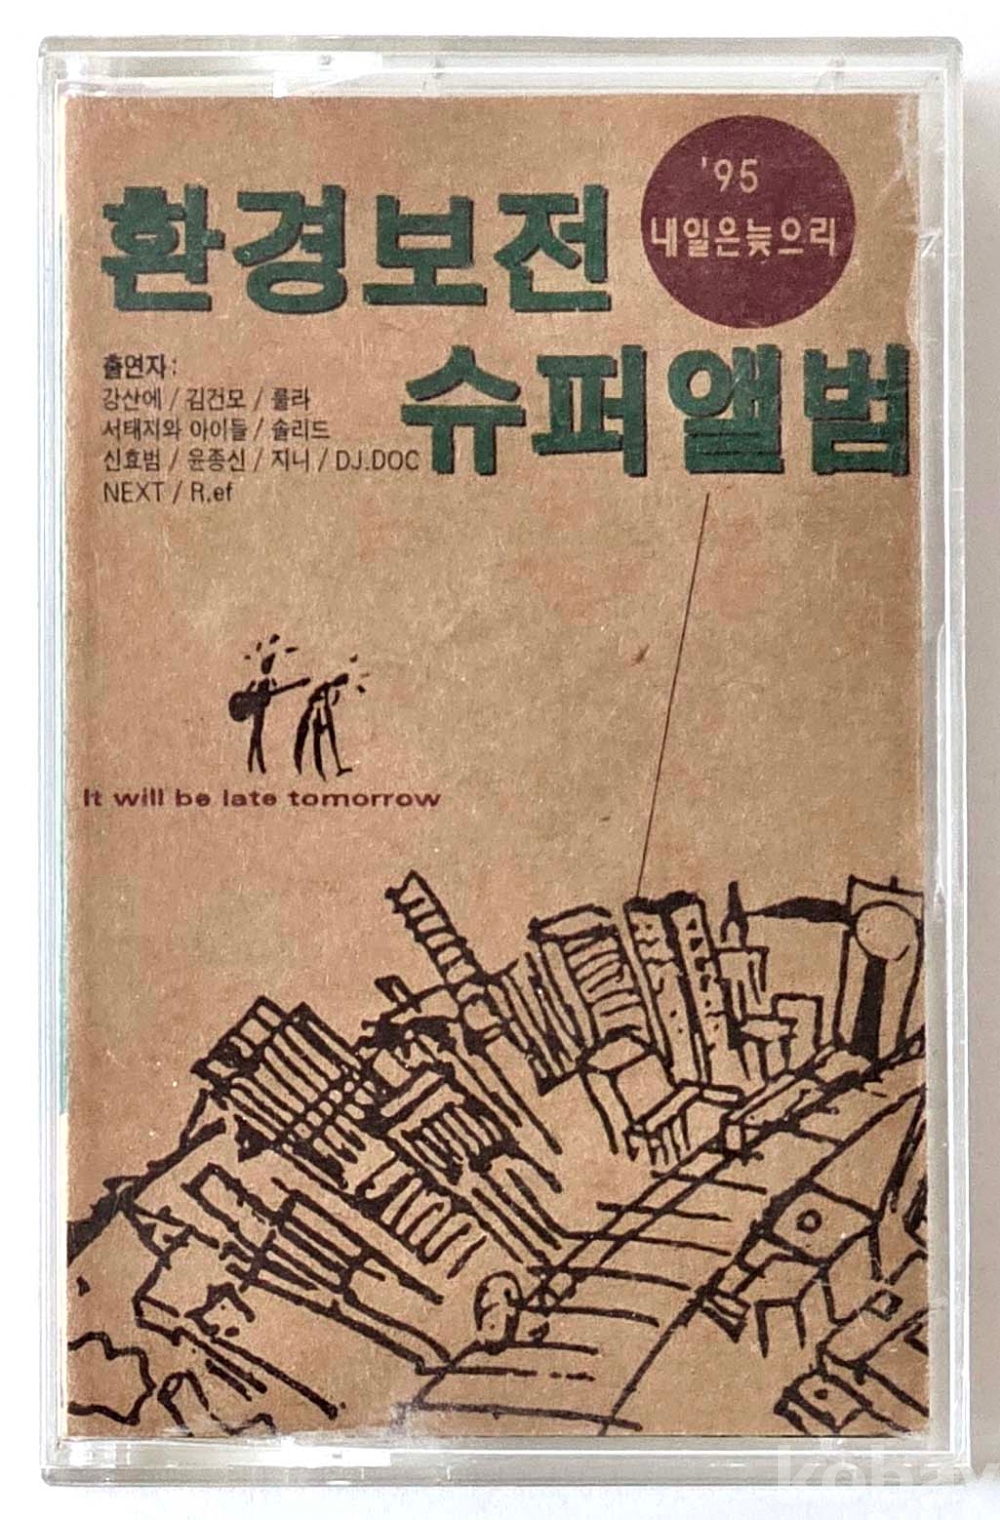 '95
내일은늦으리
환경보전
슈퍼앨범
출연자:
강산에 / 김건모 / 룰라
서태지와 아이들 / 솔리드
신효범 / 윤종신 / 지니 / DJ.DOC
NEXT / R.ef
It will be late tomorrow